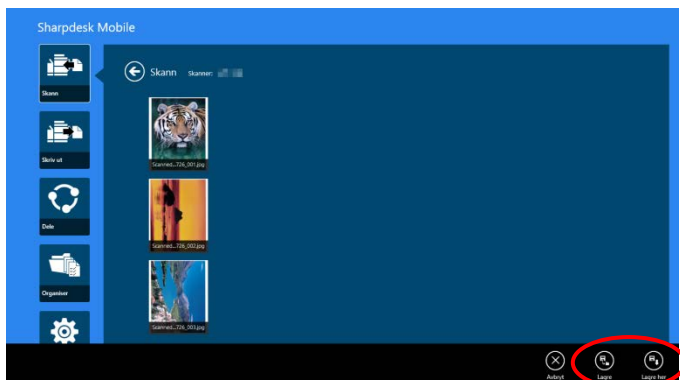 Sharpdesk Mobile
Skann
Skann Skanner:
Scanned..726_001.jpg
Skriv ut
Scanned..726_002.jpg
Dele
Organiser
Scanned..726_003.jpg
Avbryt Lagre Lagre her